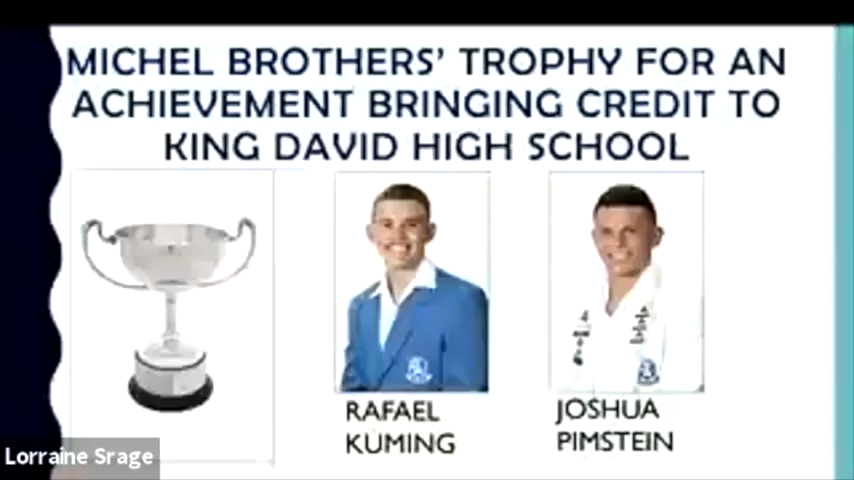 MICHEL BROTHERS' TROPHY FOR AN
ACHIEVEMENT BRINGING CREDIT TO
KING DAVID HIGH SCHOOL
RAFAEL
KUMING
JOSHUA
PIMSTEIN
Lorraine Srage